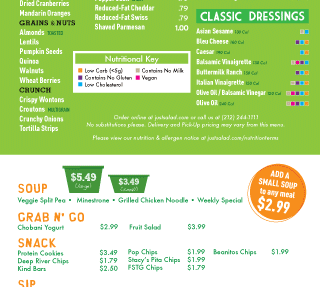 Dried Cranberries
Mandarin Oranges
GRAINS & NUTS
Almonds TOASTED
Lentils
Pumpkin Seeds
Quinoa
Walnuts
Wheat Berries
CRUNCH
Crispy Wontons
Croutons MULTIGRAIN
Crunchy Onions
Tortilla Strips
Reduced-Fat Cheddar .79
Reduced-Fat Swiss .79
Shaved Parmesan 1.00
Nutritional Key
Low Carb (<5g) Contains No Milk
Contains No Gluten Vegan
Low Cholesterol
CLASSIC DRESSINGS
Asian Sesame
Bleu Cheese
Caesar
Balsamic Vinaigrette
Buttermilk Ranch
Italian Vinaigrette
Olive Oil/ Balsamic Vinegar
Olive Oil
Order online at justsalad.com or call us at (212) 244-1111
No substitutions please. Delivery and Pick-Up pricing may vary from this menu.
Please view our nutrition & allergen notice at justsalad.com/nutritionterms
SOUP
$5.49
(large)
$3.49
(small)
Veggie Split Pea • Minestrone • Grilled Chicken Noodle • Weekly Special
ADD A
SMALL SOUP
to any meal
$2.99
GRAB N' GO
Chobani Yogurt $2.99 Fruit Salad $3.99
SNACK
Protein Cookies $3.49 Pop Chips $1.99 Beanitos Chips $1.99
Deep River Chips $1.79 Stacy's Pita Chips $1.99
Kind Bars $2.50 FSTG Chips $1.79
SIP